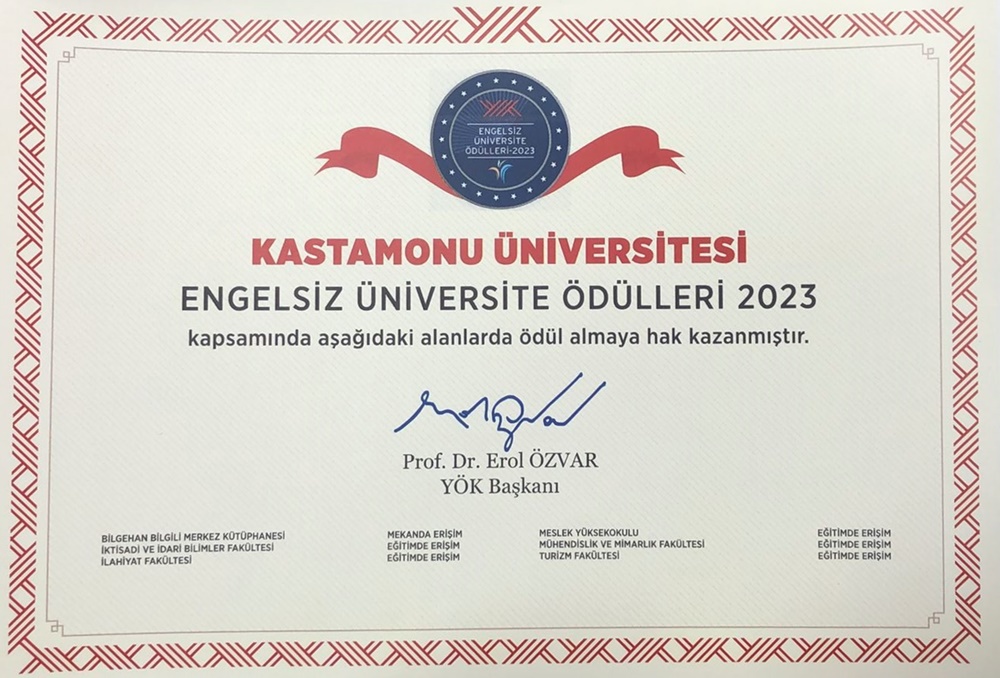 ENGELSİZ
ÜNİVERSİTE
ÖDÜLLERİ-2023
KASTAMONU ÜNİVERSİTESİ
ENGELSİZ ÜNİVERSİTE ÖDÜLLERİ 2023
kapsamında aşağıdaki alanlarda ödül almaya hak kazanmıştır.
Prof. Dr. Erol ÖZVAR
YÖK Başkanı
BİLGEHAN BİLGİLİ MERKEZ KÜTÜPHANESİ MEKANDA ERİŞİM
İKTİSADİ VE İDARİ BİLİMLER FAKÜLTESİ EĞİTİMDE ERİŞİM
İLAHİYAT FAKÜLTESİ EĞİTİMDE ERİŞİM
MESLEK YÜKSEKOKULU EĞİTİMDE ERİŞİM
MÜHENDİSLİK VE MİMARLIK FAKÜLTESİ EĞİTİMDE ERİŞİM
TURİZM FAKÜLTESİ EĞİTİMDE ERİŞİM